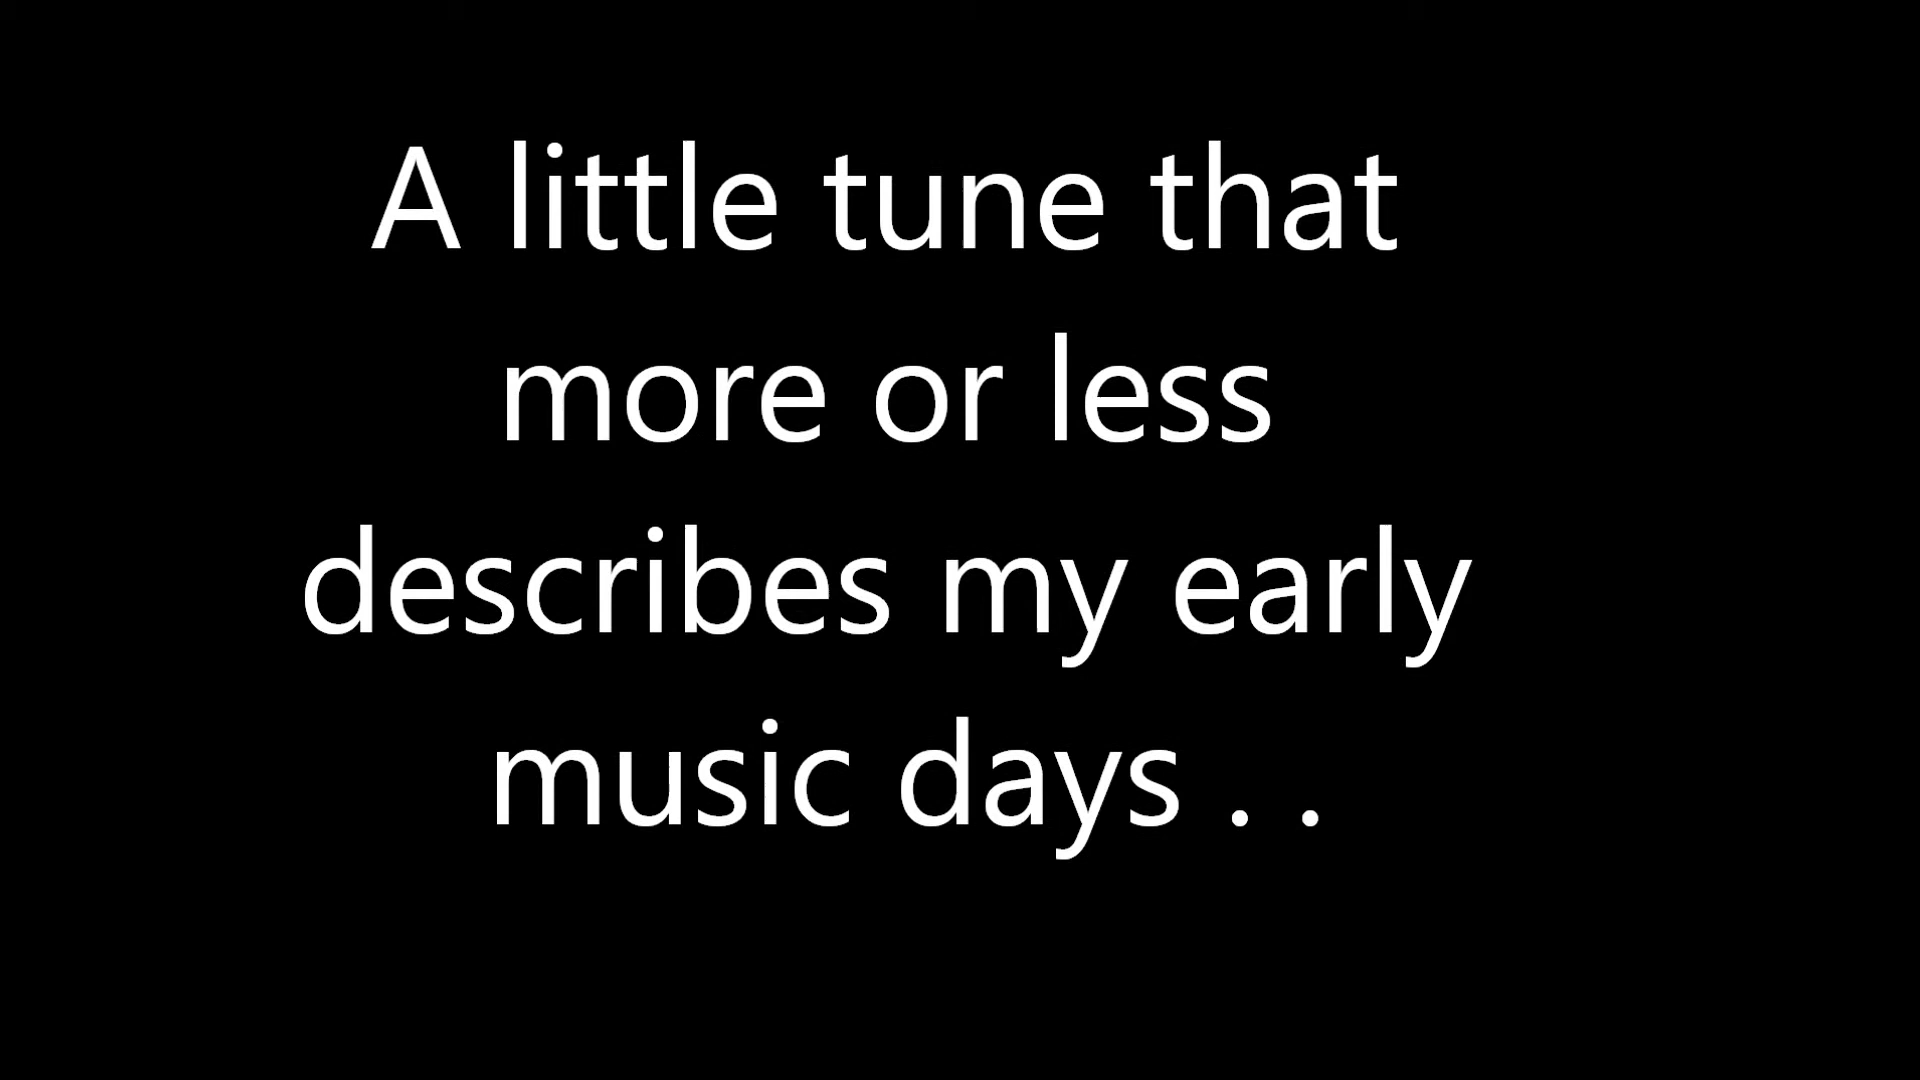 A little tune that
more or less
describes my early
music days . .